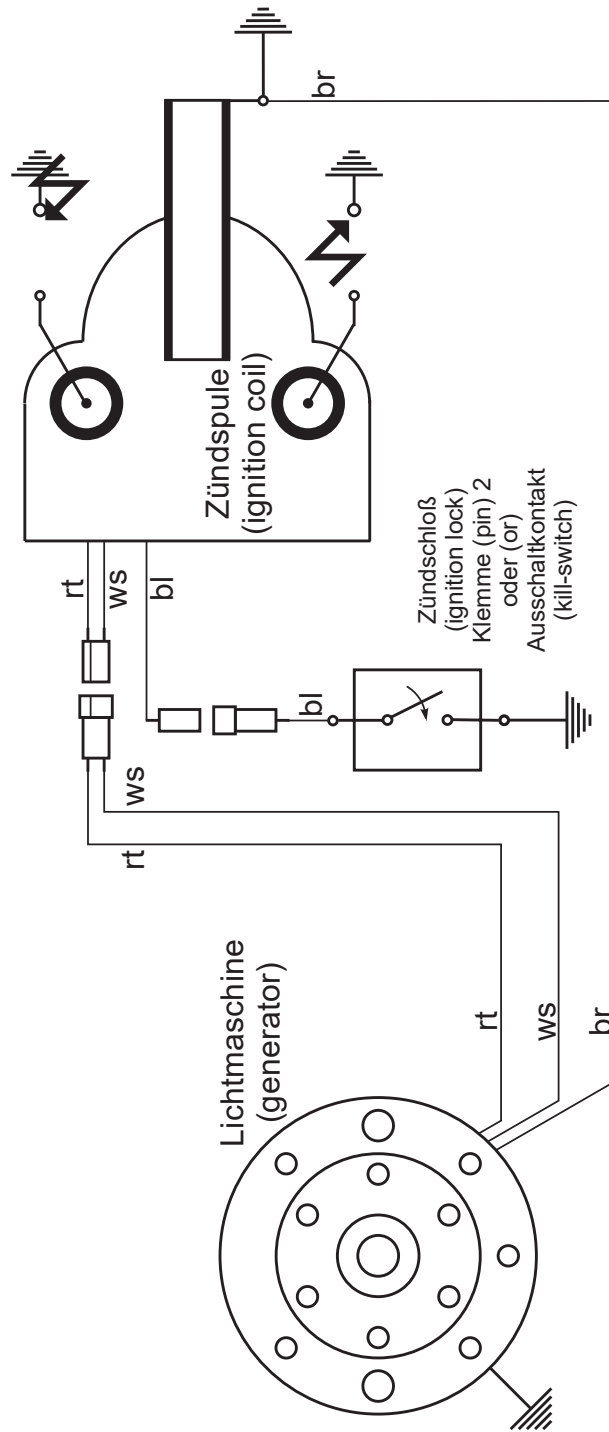 Lichtmaschine
(generator)
rt
ws
br
rt
ws
rt
ws
bl
bl
Zündspule
(ignition coil)
Zündschloß
(ignition lock)
Klemme (pin) 2
oder (or)
Ausschaltkontakt
(kill-switch)
br